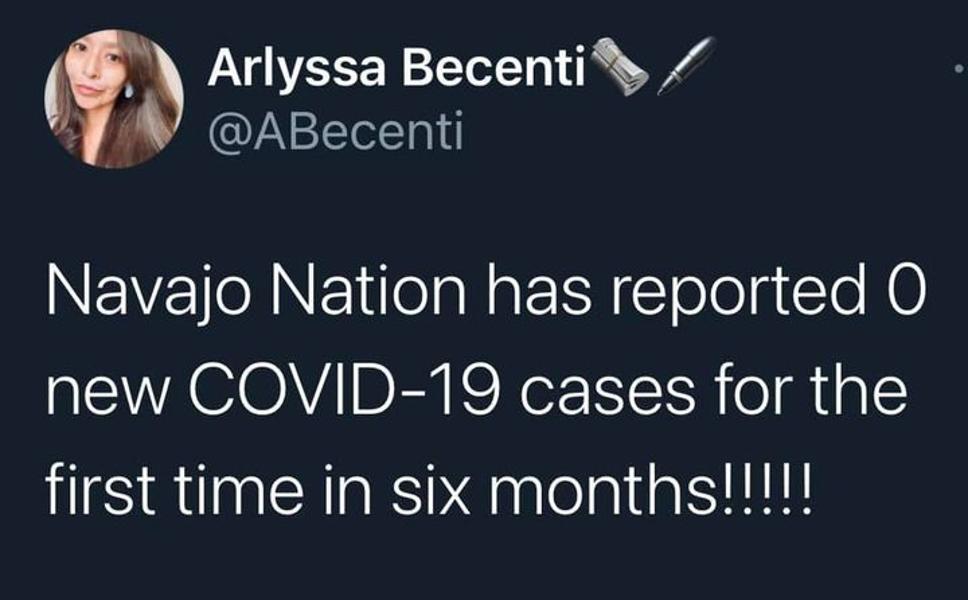 Arlyssa Becenti🗞️🖋️
@ABecenti
Navajo Nation has reported 0
new COVID-19 cases for the
first time in six months!!!!!